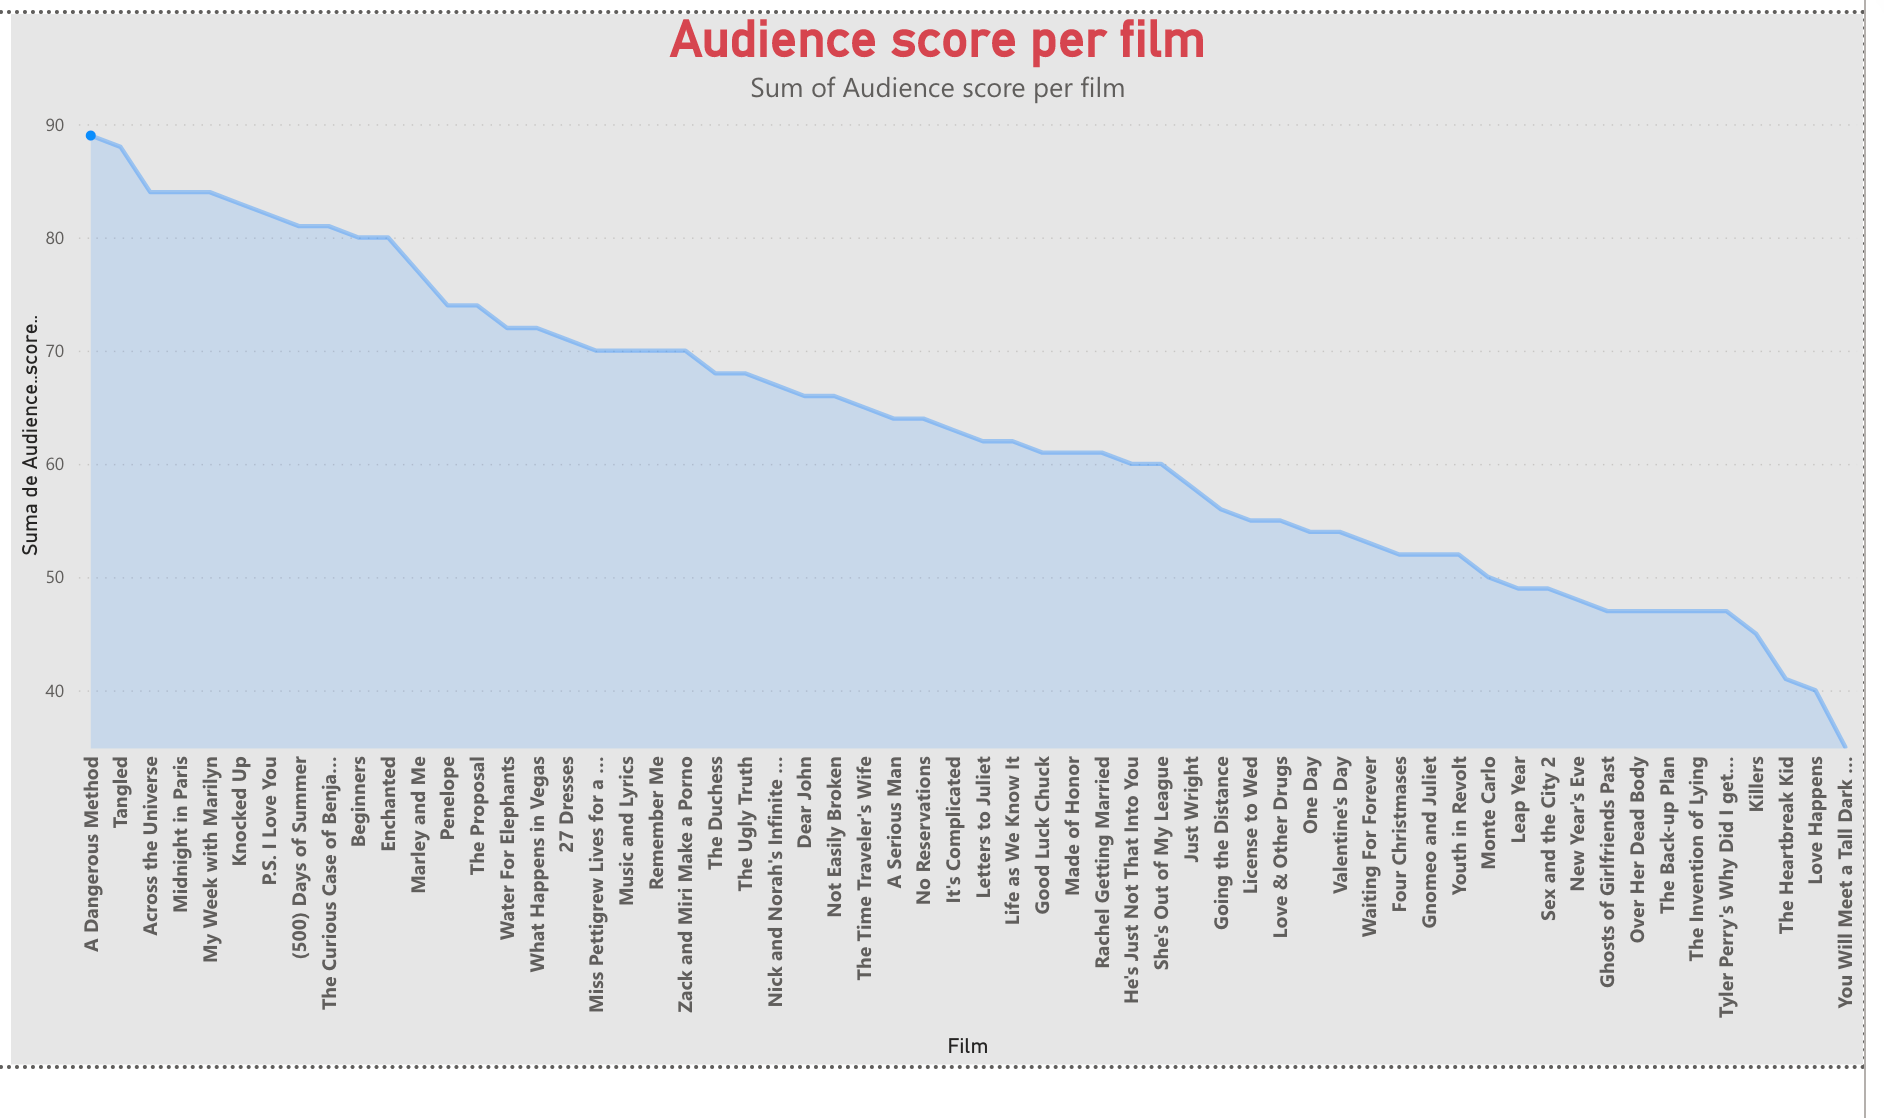 Audience score per film
Sum of Audience score per film
90
80
70
60
50
40
Suma de Audience..score..
A Dangerous Method
Tangled
Across the Universe
Midnight in Paris
My Week with Marilyn
Knocked Up
P.S. I Love You
(500) Days of Summer
The Curious Case of Benja...
Beginners
Enchanted
Marley and Me
Penelope
The Proposal
Water For Elephants
What Happens in Vegas
27 Dresses
Miss Pettigrew Lives for a ...
Music and Lyrics
Remember Me
Zack and Miri Make a Porno
The Duchess
The Ugly Truth
Nick and Norah's Infinite ...
Dear John
Not Easily Broken
The Time Traveler's Wife
A Serious Man
No Reservations
It's Complicated
Letters to Juliet
Life as We Know It
Good Luck Chuck
Made of Honor
Rachel Getting Married
He's Just Not That Into You
She's Out of My League
Just Wright
Going the Distance
License to Wed
Love & Other Drugs
One Day
Valentine's Day
Waiting For Forever
Four Christmases
Gnomeo and Juliet
Youth in Revolt
Monte Carlo
Leap Year
Sex and the City 2
New Year's Eve
Ghosts of Girlfriends Past
Over Her Dead Body
The Back-up Plan
The Invention of Lying
Tyler Perry's Why Did I get...
Killers
The Heartbreak Kid
Love Happens
You Will Meet a Tall Dark ...
Film